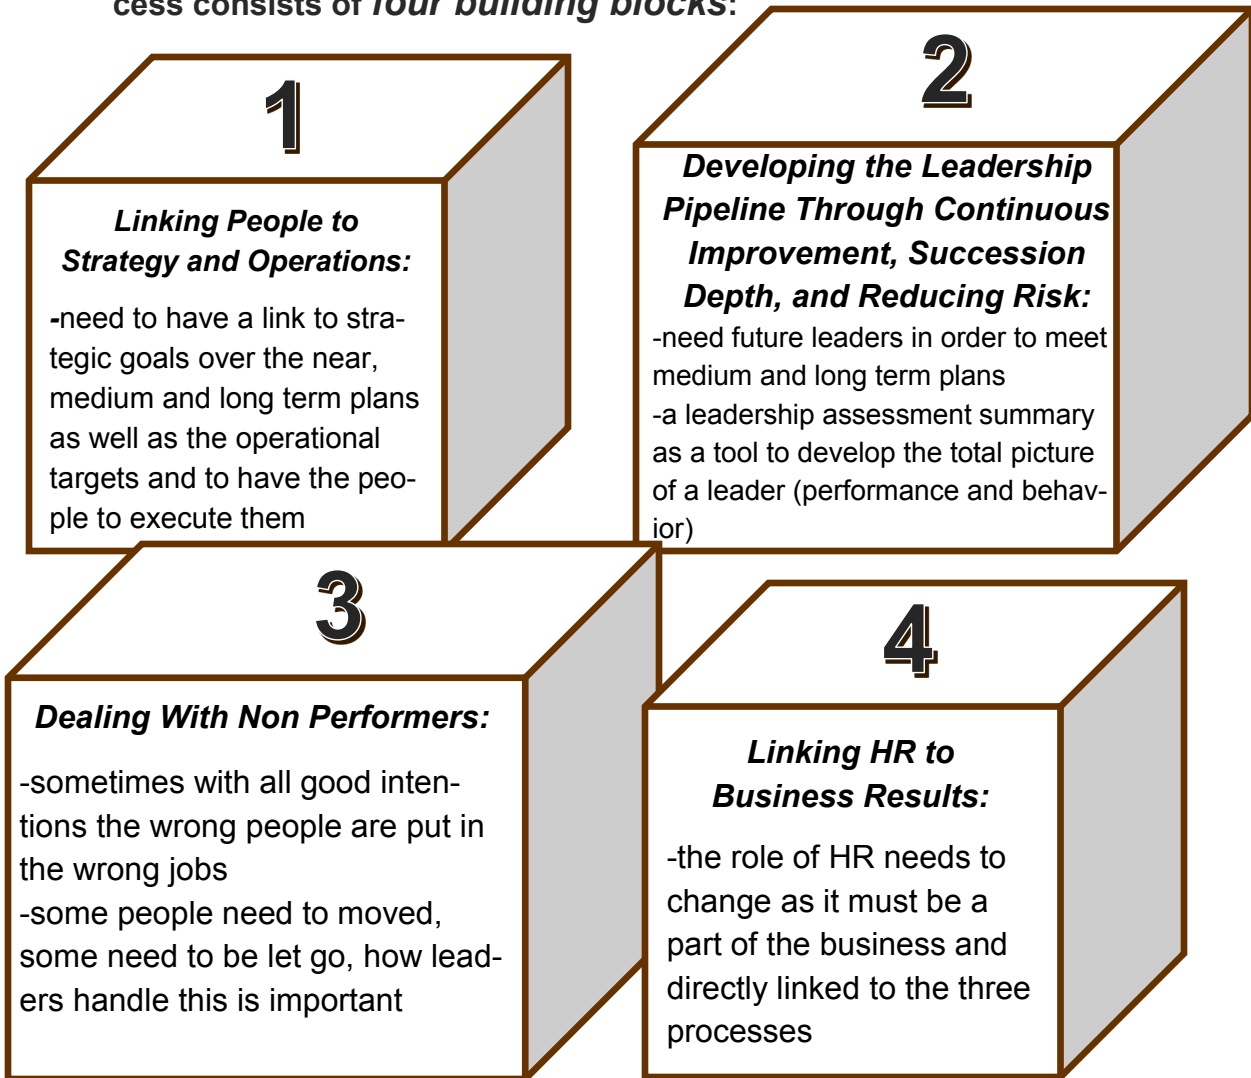 cess consists of four building blocks:
1
Linking People to
Strategy and Operations:
-need to have a link to stra-
tegic goals over the near,
medium and long term plans
as well as the operational
targets and to have the peo-
ple to execute them
2
Developing the Leadership
Pipeline Through Continuous
Improvement, Succession
Depth, and Reducing Risk:
-need future leaders in order to meet
medium and long term plans
-a leadership assessment summary
as a tool to develop the total picture
of a leader (performance and behav-
ior)
3
Dealing With Non Performers:
-sometimes with all good inten-
tions the wrong people are put in
the wrong jobs
-some people need to moved,
some need to be let go, how lead-
ers handle this is important
4
Linking HR to
Business Results:
-the role of HR needs to
change as it must be a
part of the business and
directly linked to the three
processes